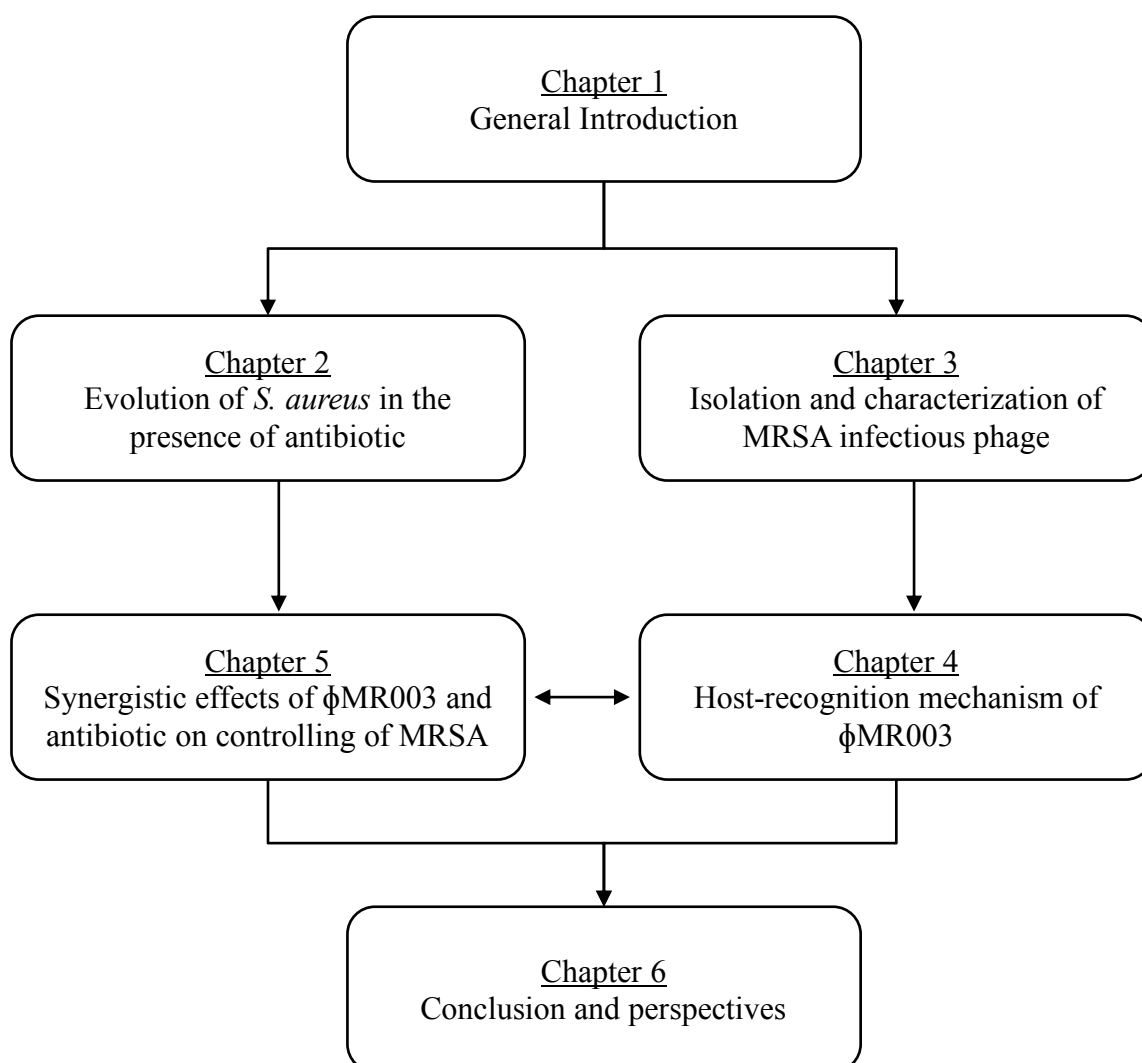 Chapter 1
General Introduction
Chapter 2
Evolution of S. aureus in the
presence of antibiotic
Chapter 3
Isolation and characterization of
MRSA infectious phage
Chapter 5
Synergistic effects of ϕMR003 and
antibiotic on controlling of MRSA
Chapter 4
Host-recognition mechanism of
ϕMR003
Chapter 6
Conclusion and perspectives